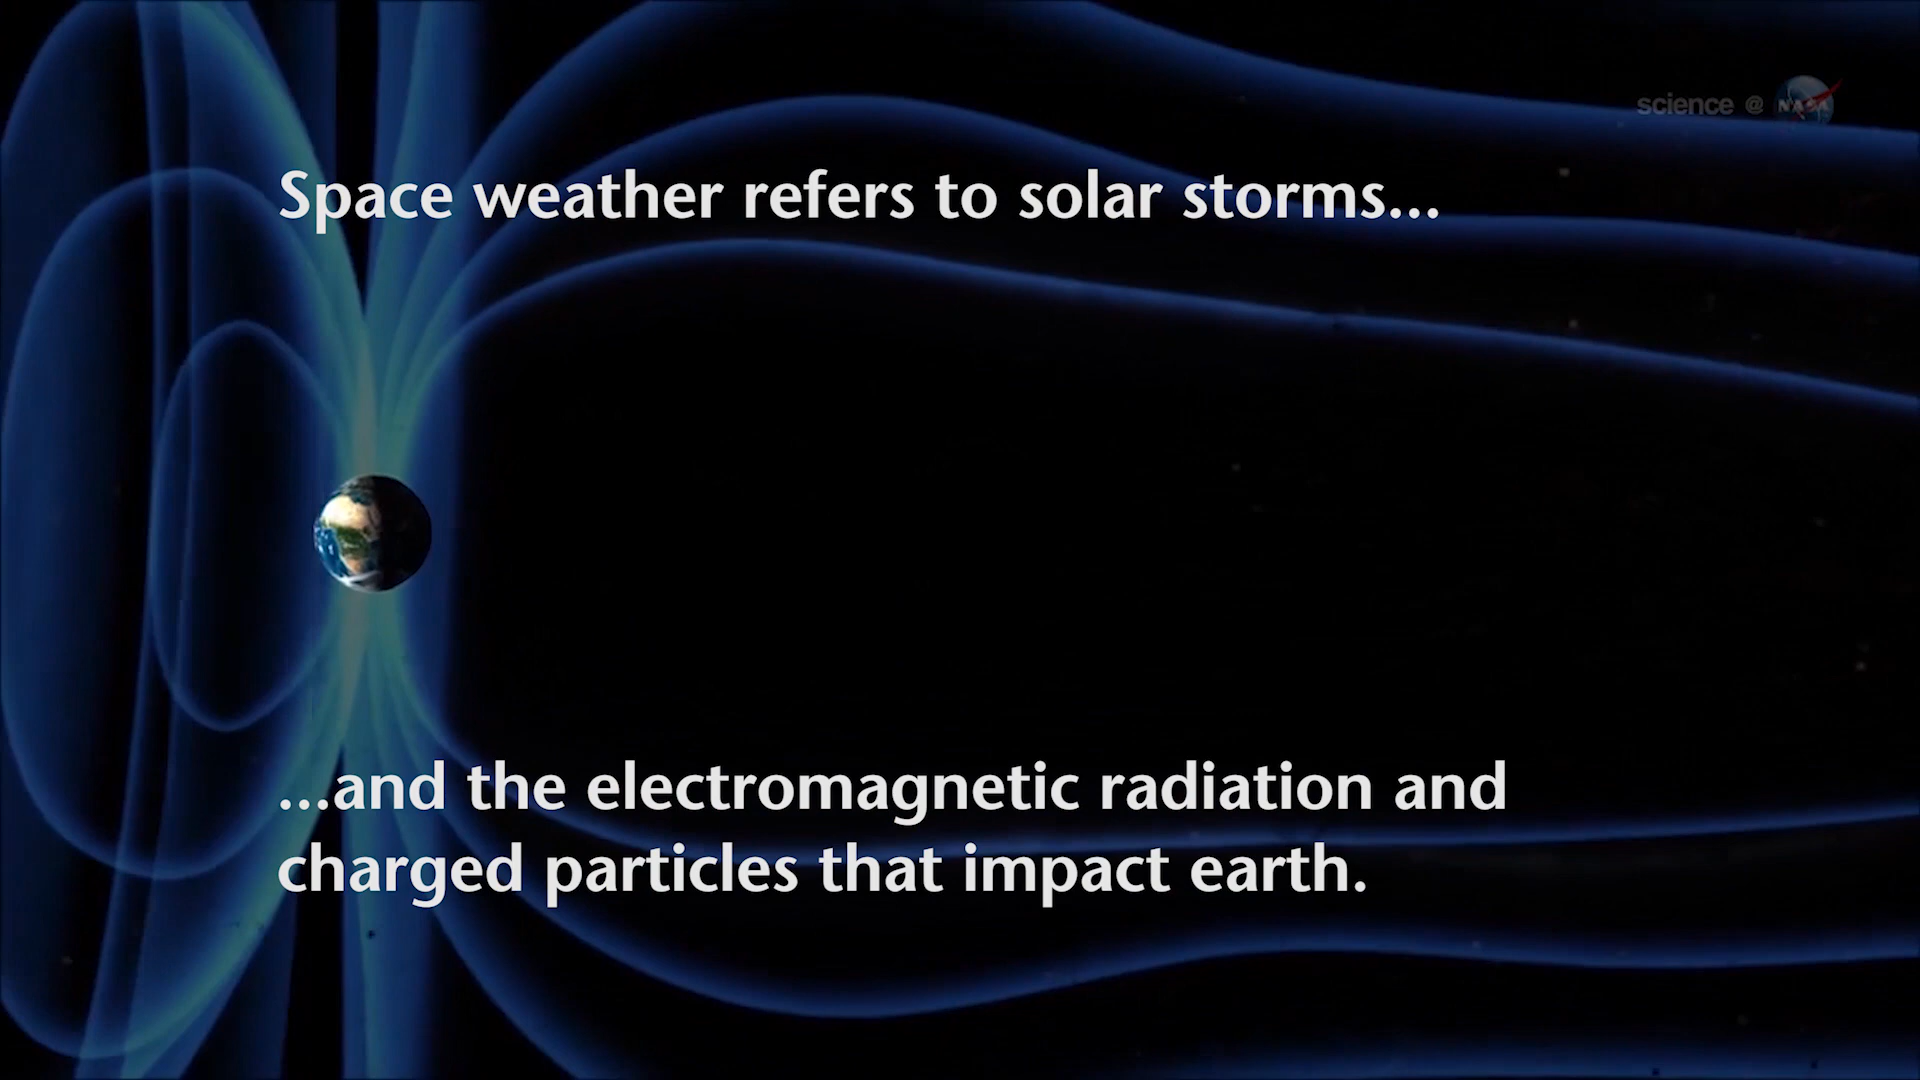 science @ NASA
Space weather refers to solar storms...
...and the electromagnetic radiation and
charged particles that impact earth.